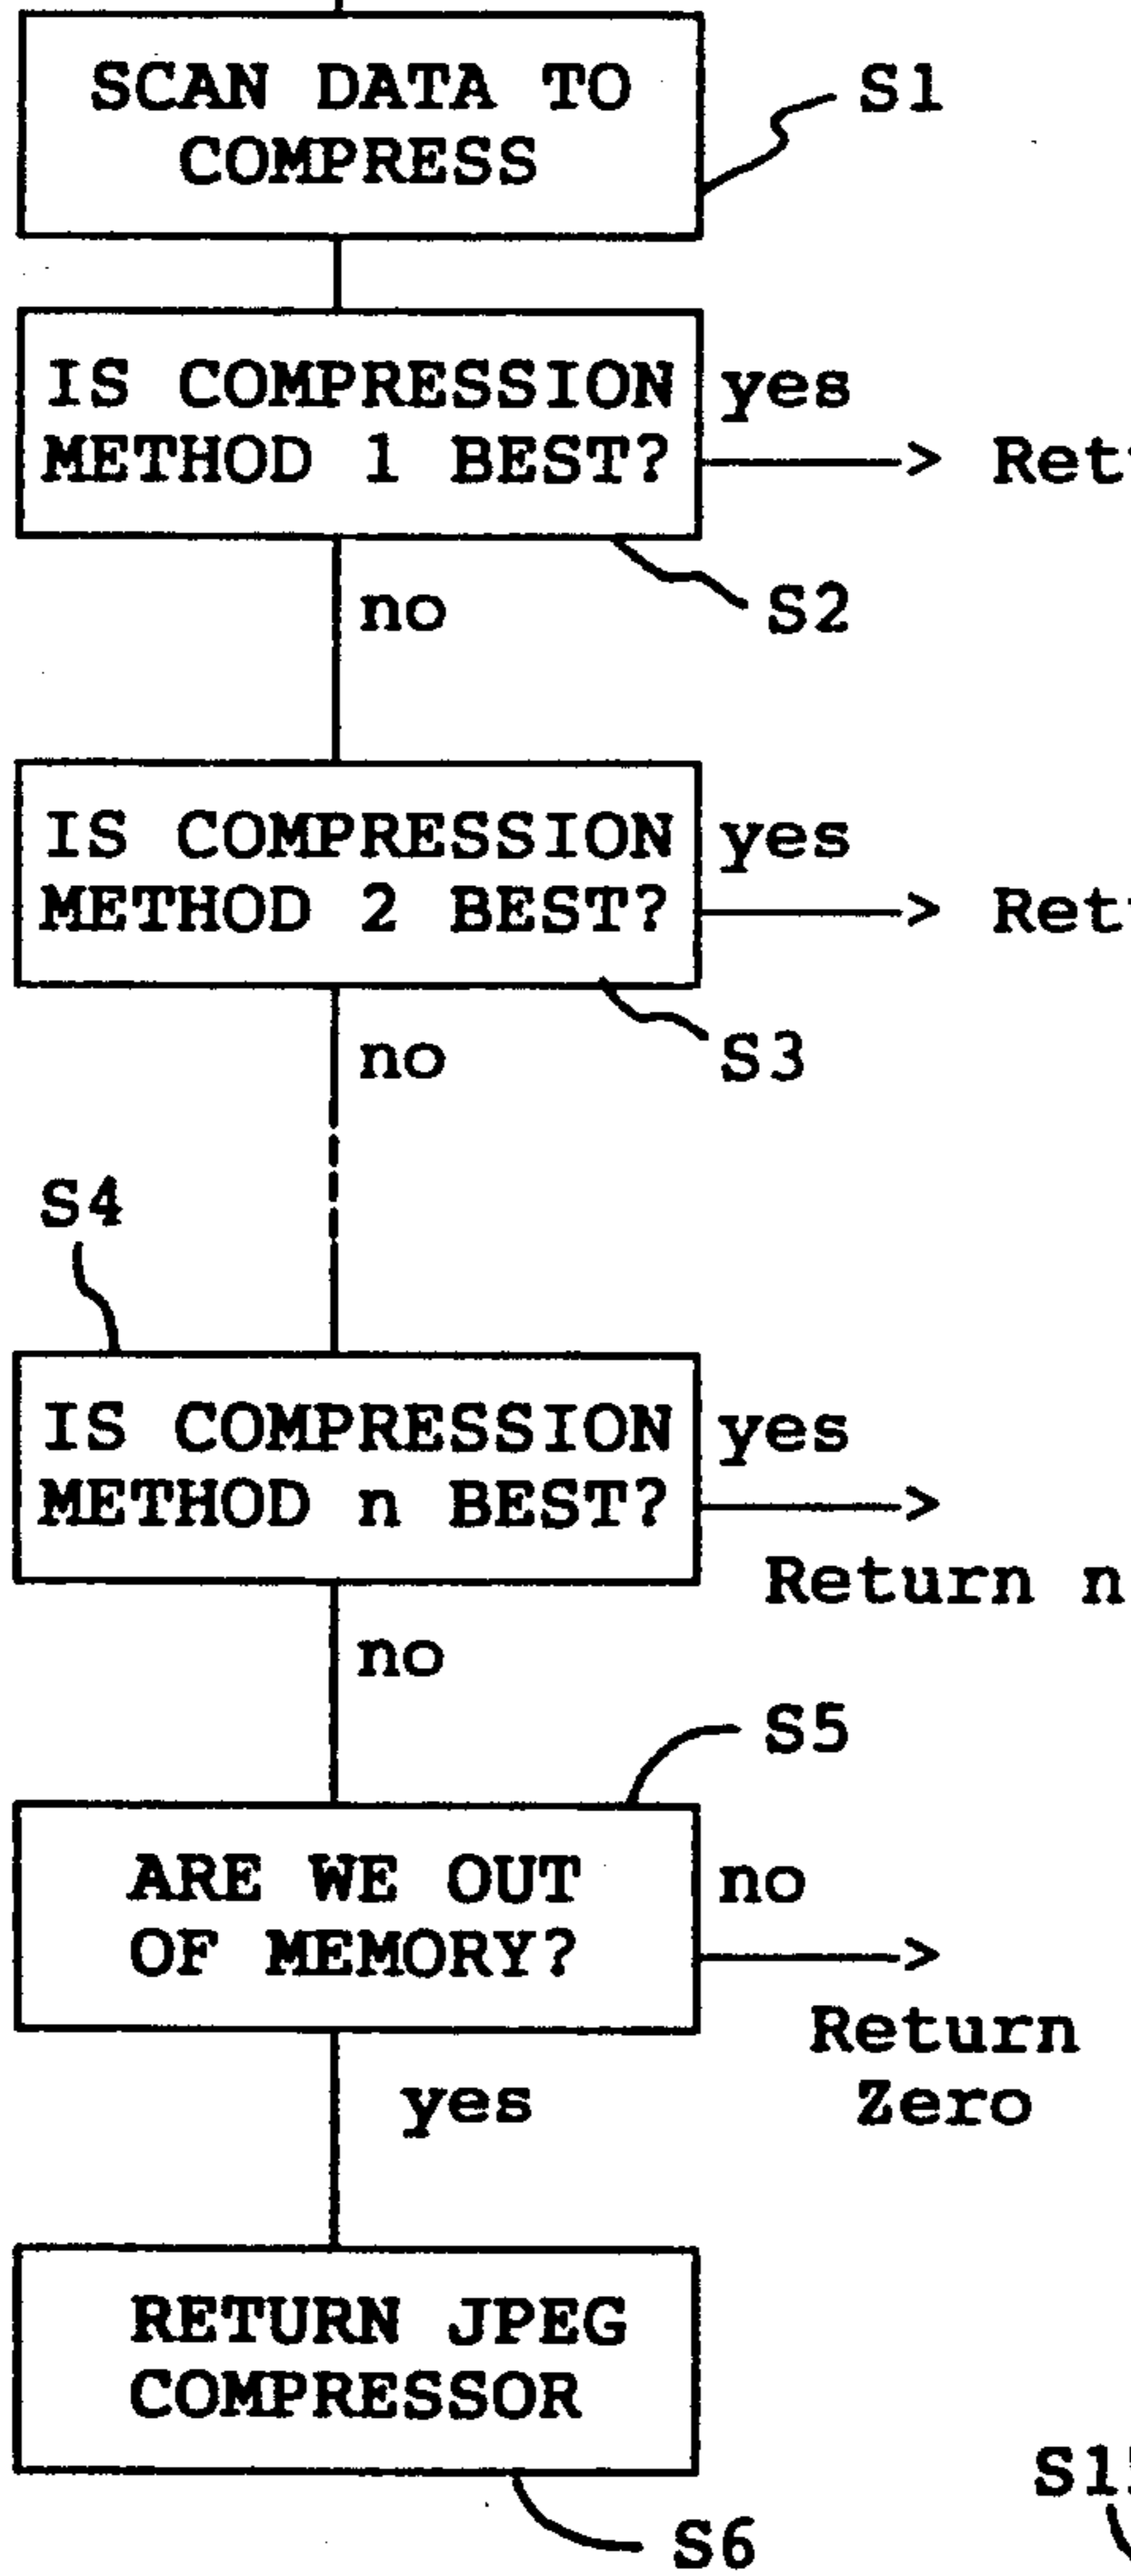 SCAN DATA TO
COMPRESS
S1
IS COMPRESSION
METHOD 1 BEST?
yes
S2
no
IS COMPRESSION
METHOD 2 BEST?
yes
S3
no
S4
IS COMPRESSION
METHOD n BEST?
yes
Return n
no
S5
ARE WE OUT
OF MEMORY?
no
Return
Zero
yes
RETURN JPEG
COMPRESSOR
S6